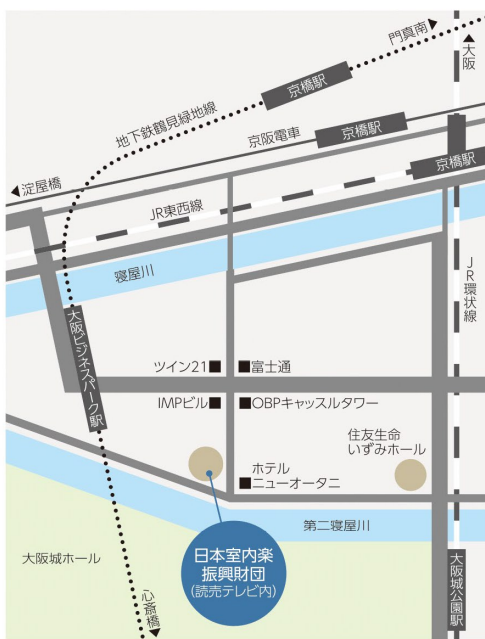 門真南
大阪
京橋駅
地下鉄鶴見緑地線
京阪電車
京橋駅
淀屋橋
京橋駅
JR東西線
寝屋川
JR環状線
大阪ビジネスパーク駅
ツイン21
富士通
IMPビル
OBPキャッスルタワー
住友生命
いずみホール
ホテル
ニューオータニ
第二寝屋川
日本室内楽
振興財団
(読売テレビ内)
大阪城ホール
大阪城公園駅
心斎橋